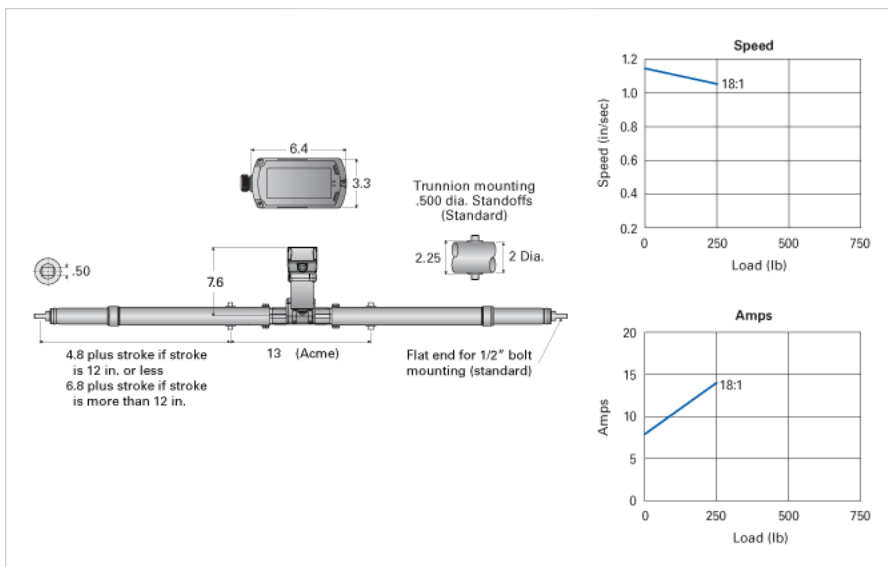 6.4
3.3
Trunnion mounting
.500 dia. Standoffs
(Standard)
2.25
2 Dia.
.50
7.6
4.8 plus stroke if stroke
is 12 in. or less
6.8 plus stroke if stroke
is more than 12 in.
13 (Acme)
Flat end for 1/2" bolt
mounting (standard)
Speed
Speed (in/sec)
1.2
1.0
0.8
0.6
0.4
0.2
18:1
0 250 500 750
Load (lb)
Amps
Amps
20
15
10
5
0
18:1
0 250 500 750
Load (lb)